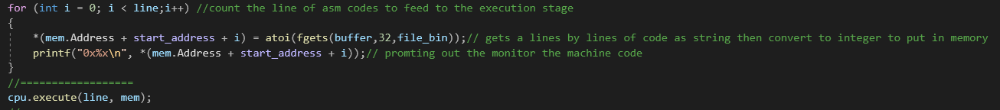 for (int i = 0; i < line;i++) //count the line of asm codes to feed to the execution stage
{
    *(mem.Address + start_address + i) = atoi(fgets(buffer,32,file_bin));// gets a lines by lines of code as string then convert to integer to put in memory
    printf("0x%x\n", *(mem.Address + start_address + i));// promting out the monitor the machine code
}
//==================
cpu.execute(line, mem);